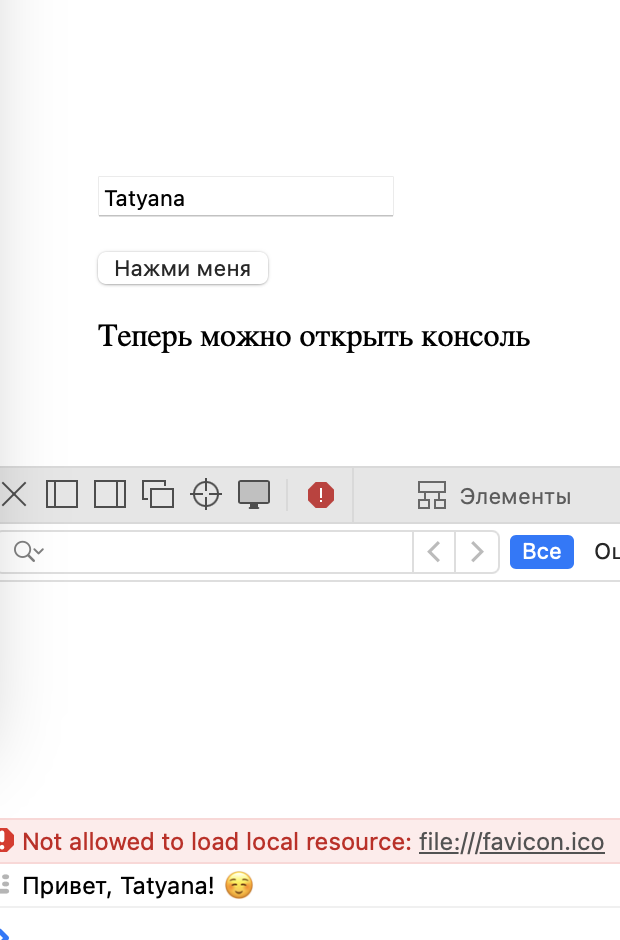 Tatyana
Нажми меня
Теперь можно открыть консоль
Элементы
Все
Not allowed to load local resource: file:///favicon.ico
Привет, Tatyana! ☺️